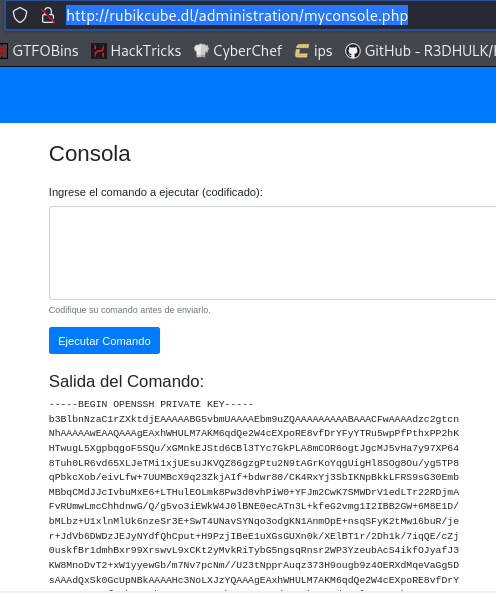 http://rubikcube.dl/administration/myconsole.php
GTFOBins HackTricks CyberChef ips GitHub - R3DHULK/
Consola
Ingrese el comando a ejecutar (codificado):
Codifique su comando antes de enviarlo.
Ejecutar Comando
Salida del Comando:
-----BEGIN OPENSSH PRIVATE KEY-----
b3BlbnNzaC1rZXktdjEAAAAABG5vbmUAAAAEbm9uZQAAAAAAAAABAAACFwAAAAdzc2gtcn
NhAAAAAwEAAQAAAgEAxhWHULM7AKM6qdQe2W4cEXpoRE8vfDrYFyYTRu5wpPfPthxPP2hK
HTwugL5XgpbqgoF5SQu/xGMnkEJStd6CBl3TYc7GkPLA8mCOR6ogtJgcMJ5vHa7y97XP64
8Tuh0LR6vd65XLJeTMi1xjUEsuJKVQZ86gzgPtu2N9tAGrKoYqgUigHl8SOg8Ou/yg5TP8
qPbkcXob/eivLfw+7UUMBcX9q23ZkjAIf+bdwr80/CK4RxYj3SbIKNpBkkLFRS9sG30Emb
MBbqCMdJJcIvbuMxE6+LTHulEOLmk8Pw3d0vhPiW0+YFJm2CwK7SMWDrV1edLTr22RDjmA
FvRUmwLmcChhdnwG/Q/g5vo3iEWkW4J0lBNE0ecATn3L+kfeG2vmg1I2IBB2GW+6M8E1D/
bMLbz+U1xlnMlUk6nzeSr3E+SwT4UNavSYNqo3odgKN1AnmOpE+nsqSFyK2tMw16buR/je
r+JdVb6DWDzJEJyNYdfQhCput+H9PzjIBeE1uXGsGUXn0k/XElBT1r/2Dh1k/7iqQE/cZj
0uskfBr1dmhBxr99XrswvL9xCKt2yMvkRiTybG5ngsqRnsr2WP3YzeubAcS4ikfOJyafJ3
KW8MnoDvT2+xW1yyewGb/m7Nv7pcNm//U23tNpprAuqz373H9ougb9z4OERXdMqeVaGg5D